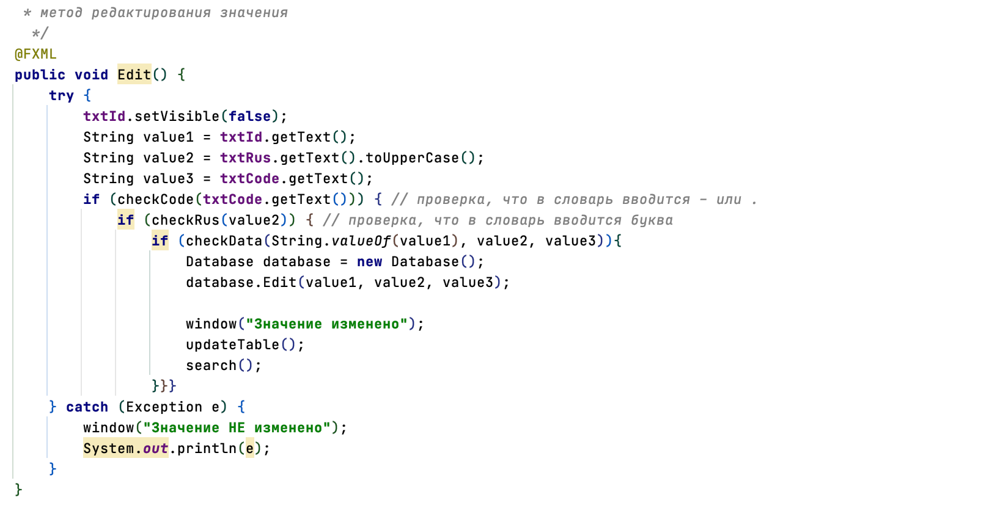 * метод редактирования значения
*/
@FXML
public void Edit() {
try {
txtId.setVisible(false);
String value1 = txtId.getText();
String value2 = txtRus.getText().toUpperCase();
String value3 = txtCode.getText();
if (checkCode(txtCode.getText())) { // проверка, что в словарь вводится - или .
if (checkRus(value2)) { // проверка, что в словарь вводится буква
if (checkData(String.valueOf(value1), value2, value3)){
Database database = new Database();
database.Edit(value1, value2, value3);
window("Значение изменено");
updateTable();
search();
}}}
} catch (Exception e) {
window("Значение НЕ изменено");
System.out.println(e);
}
}